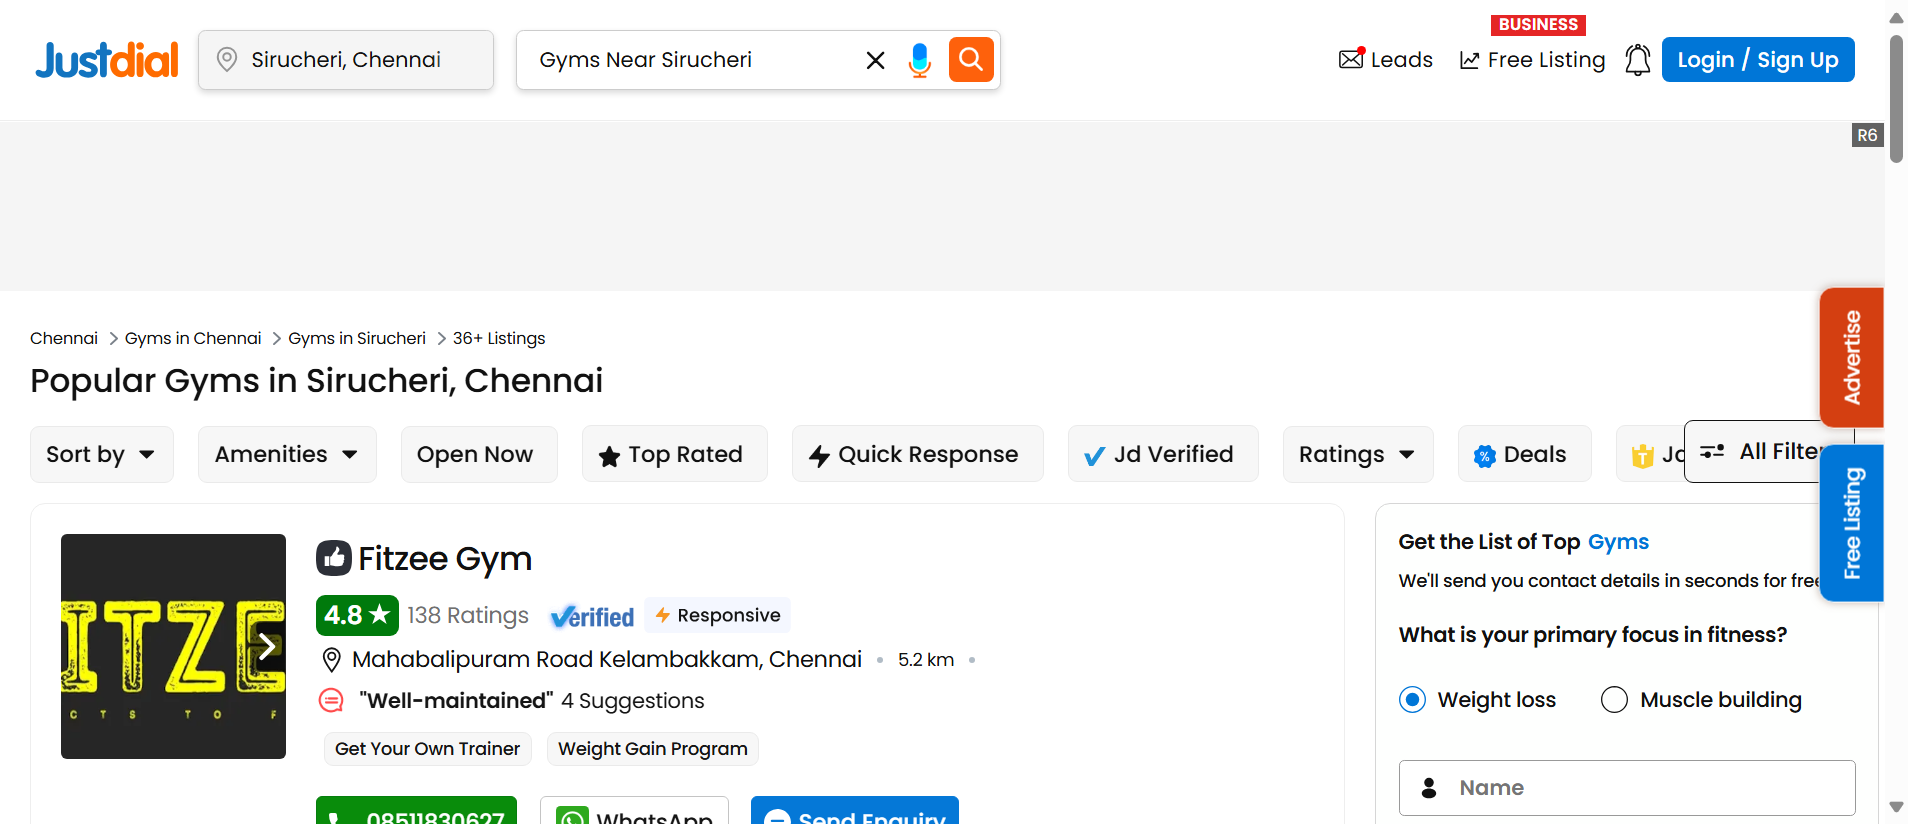 Justdial
Sirucheri, Chennai
Gyms Near Sirucheri
Leads
BUSINESS
Free Listing
Login / Sign Up
R6
Advertise
Free Listing
Chennai > Gyms in Chennai > Gyms in Sirucheri > 36+ Listings
Popular Gyms in Sirucheri, Chennai
Sort by
Amenities
Open Now
Top Rated
Quick Response
Jd Verified
Ratings
Deals
All Filte
ITZE
CTS TO F
Fitzee Gym
4.8 ★ 138 Ratings Verified Responsive
Mahabalipuram Road Kelambakkam, Chennai • 5.2 km •
"Well-maintained" 4 Suggestions
Get Your Own Trainer
Weight Gain Program
08511830627
WhatsApp
Send Enquiry
Get the List of Top Gyms
We'll send you contact details in seconds for free
What is your primary focus in fitness?
Weight loss
Muscle building
Name